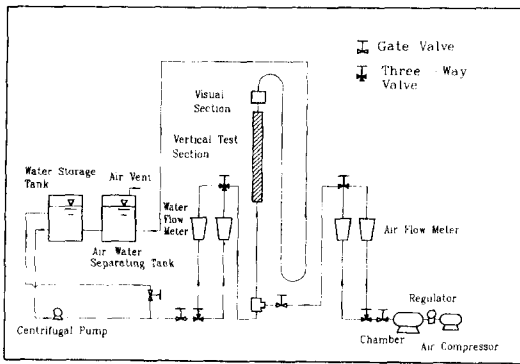 Gate Valve
Three Way
Valve
Visual
Section
Vertical Test
Section
Water Storage
Tank
Air Vent
Water
Flow
Meter
Air Flow Meter
Air Water
Separating Tank
Regulator
Centrifugal Pump
Chamber
Air Compressor